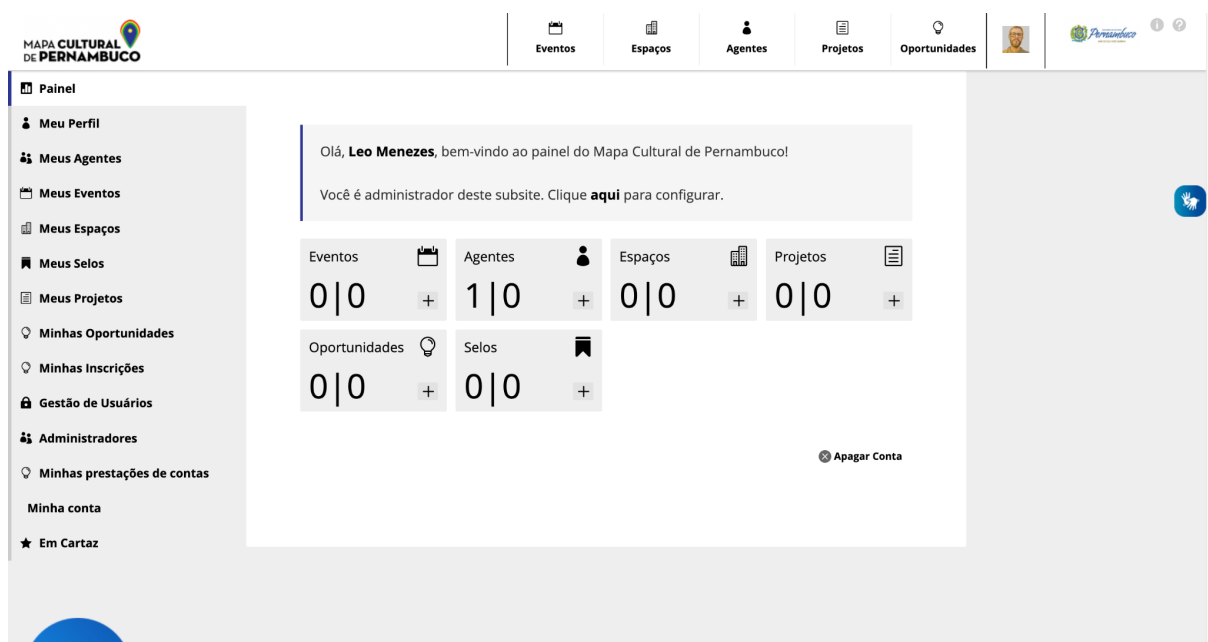 MAPA CULTURAL
DE PERNAMBUCO
Eventos
Espaços
Agentes
Projetos
Oportunidades
Pernambuco
Painel
Meu Perfil
Meus Agentes
Meus Eventos
Meus Espaços
Meus Selos
Meus Projetos
Minhas Oportunidades
Minhas Inscrições
Gestão de Usuários
Administradores
Minhas prestações de contas
Minha conta
Em Cartaz
Olá, Leo Menezes, bem-vindo ao painel do Mapa Cultural de Pernambuco!
Você é administrador deste subsite. Clique aqui para configurar.
Eventos
0|0 +
Agentes
1|0 +
Espaços
0|0 +
Projetos
0|0 +
Oportunidades
0|0 +
Selos
0|0 +
Apagar Conta